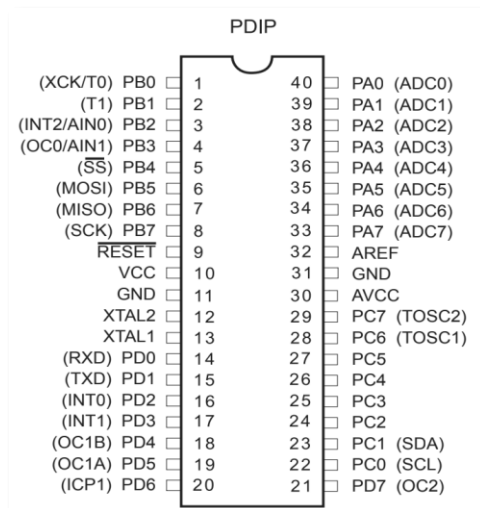 PDIP
(XCK/T0) PB0 1 40 PA0 (ADC0)
(T1) PB1 2 39 PA1 (ADC1)
(INT2/AIN0) PB2 3 38 PA2 (ADC2)
(OC0/AIN1) PB3 4 37 PA3 (ADC3)
(SS) PB4 5 36 PA4 (ADC4)
(MOSI) PB5 6 35 PA5 (ADC5)
(MISO) PB6 7 34 PA6 (ADC6)
(SCK) PB7 8 33 PA7 (ADC7)
RESET 9 32 AREF
VCC 10 31 GND
GND 11 30 AVCC
XTAL2 12 29 PC7 (TOSC2)
XTAL1 13 28 PC6 (TOSC1)
(RXD) PD0 14 27 PC5
(TXD) PD1 15 26 PC4
(INT0) PD2 16 25 PC3
(INT1) PD3 17 24 PC2
(OC1B) PD4 18 23 PC1 (SDA)
(OC1A) PD5 19 22 PC0 (SCL)
(ICP1) PD6 20 21 PD7 (OC2)